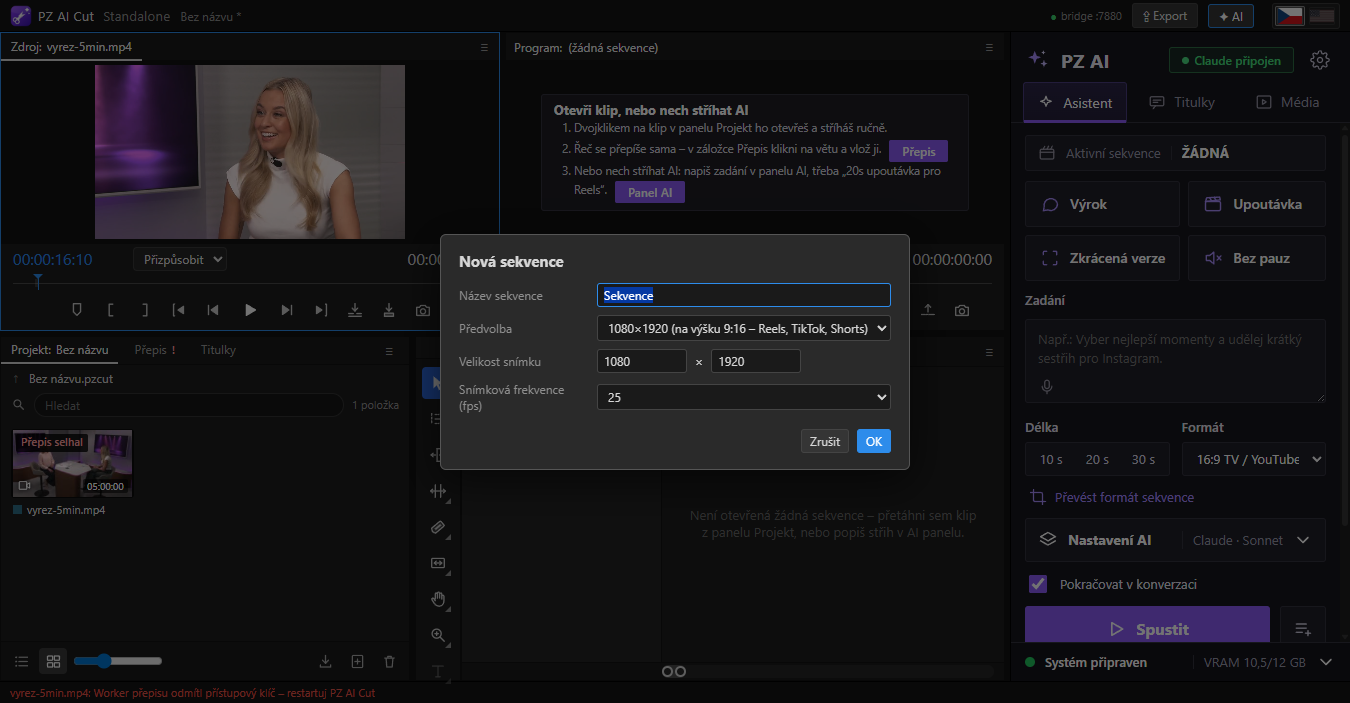 PZ AI Cut Standalone Bez názvu *
bridge :7880 Export AI
Zdroj: vyrez-5min.mp4
Program: (žádná sekvence)
Otevři klip, nebo nech stříhat AI
1. Dvojklikem na klip v panelu Projekt ho otevřeš a stříháš ručně.
2. Řeč se přepíše sama – v záložce Přepis klikni na větu a vlož ji. Přepis
3. Nebo nech stříhat AI: napiš zadání v panelu AI, třeba „20s upoutávka pro
Reels“. Panel AI
00:00:16:10 Přizpůsobit 00:00
00:00:00:00
Nová sekvence
Název sekvence Sekvence
Předvolba 1080×1920 (na výšku 9:16 – Reels, TikTok, Shorts)
Velikost snímku 1080 × 1920
Snímková frekvence
(fps) 25
Zrušit OK
Projekt: Bez názvu Přepis ! Titulky
↑ Bez názvu.pzcut
Hledat 1 položka
Přepis selhal
05:00:00
vyrez-5min.mp4
Není otevřená žádná sekvence – přetáhni sem klip
z panelu Projekt, nebo popiš střih v AI panelu.
PZ AI Claude připojen
Asistent Titulky Média
Aktivní sekvence ŽÁDNÁ
Výrok Upoutávka
Zkrácená verze Bez pauz
Zadání
Např.: Vyber nejlepší momenty a udělej krátký
sestřih pro Instagram.
Délka Formát
10 s 20 s 30 s 16:9 TV / YouTube
Převést formát sekvence
Nastavení AI Claude · Sonnet
Pokračovat v konverzaci
Spustit
Systém připraven VRAM 10,5/12 GB
vyrez-5min.mp4: Worker přepisu odmítl přístupový klíč – restartuj PZ AI Cut